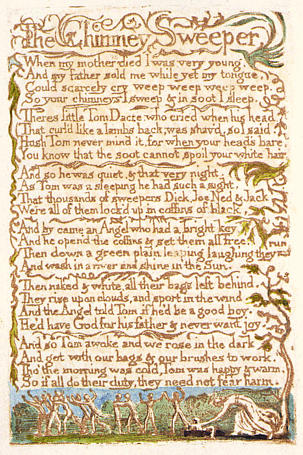 The Chimney Sweeper
When my mother died I was very young,
And my father sold me while yet my tongue,
Could scarcely cry weep weep weep weep.
So your chimneys I sweep & in soot I sleep.
Theres little Tom Dacre who cried when his head
That curl'd like a lambs back, was shav'd, so I said.
Hush Tom never mind it, for when your head's bare,
You know that the soot cannot spoil your white hair
And so he was quiet, & that very night.
As Tom was a sleeping he had such a sight,
That thousands of sweepers Dick, Joe, Ned & Jack
Were all of them lock'd up in coffins of black,
And by came an Angel who had a bright key
And he open'd the coffins & set them all free.
Then down a green plain leaping laughing they run
And wash in a river and shine in the Sun.
Then naked & white, all their bags left behind,
They rise upon clouds, and sport in the wind.
And the Angel told Tom, if he'd be a good boy,
He'd have God for his father & never want joy.
And so Tom awoke and we rose in the dark
And got with our bags & our brushes to work.
Tho' the morning was cold, Tom was happy & warm,
So if all do their duty, they need not fear harm.